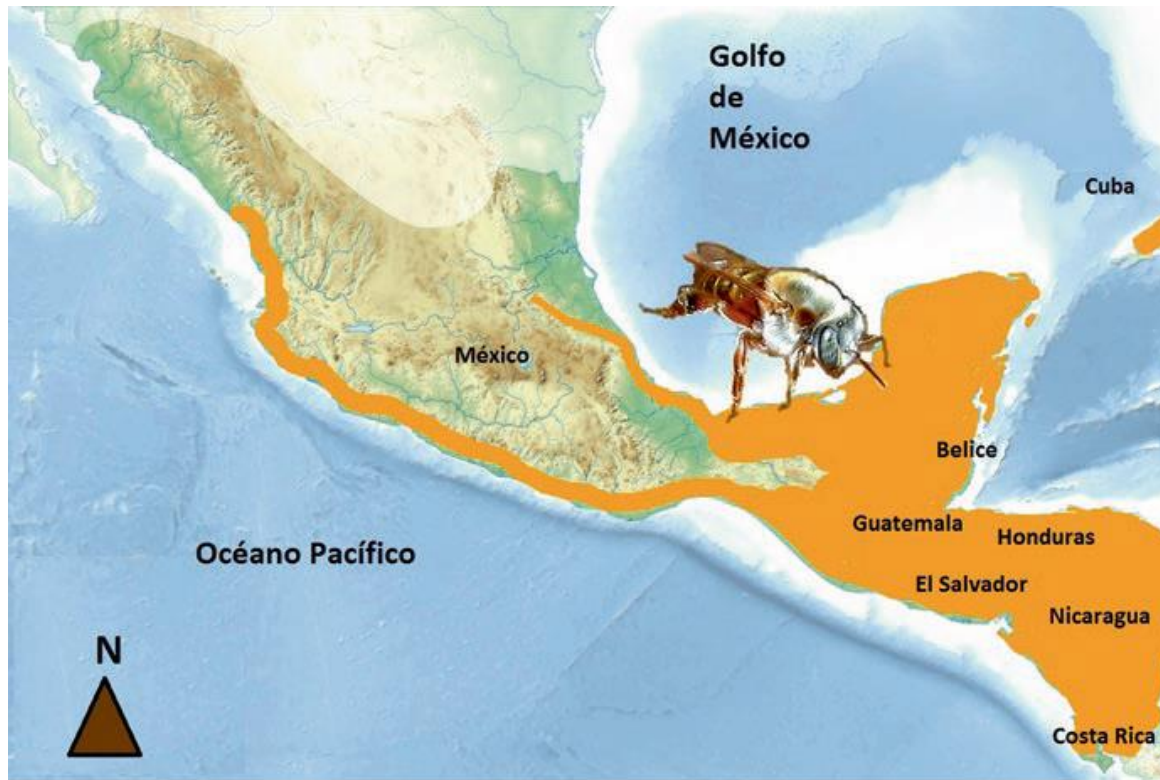 Golfo
de
México
Cuba
México
Belice
Guatemala
Honduras
Océano Pacífico
El Salvador
Nicaragua
N
Costa Rica